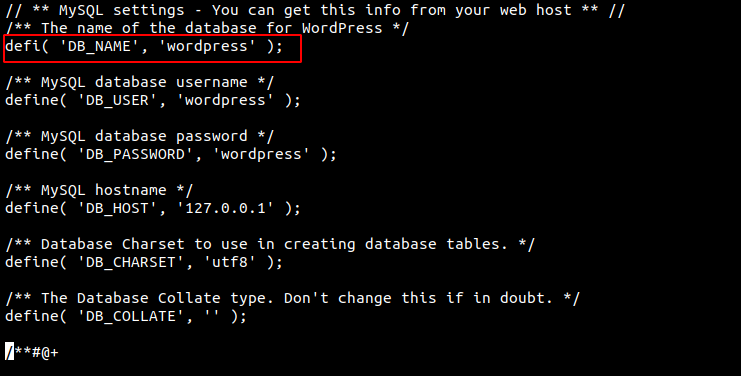 // ** MySQL settings - You can get this info from your web host ** //
/** The name of the database for WordPress */
defi( 'DB_NAME', 'wordpress' );
/** MySQL database username */
define( 'DB_USER', 'wordpress' );
/** MySQL database password */
define( 'DB_PASSWORD', 'wordpress' );
/** MySQL hostname */
define( 'DB_HOST', '127.0.0.1' );
/** Database Charset to use in creating database tables. */
define( 'DB_CHARSET', 'utf8' );
/** The Database Collate type. Don't change this if in doubt. */
define( 'DB_COLLATE', '' );
/**#@+